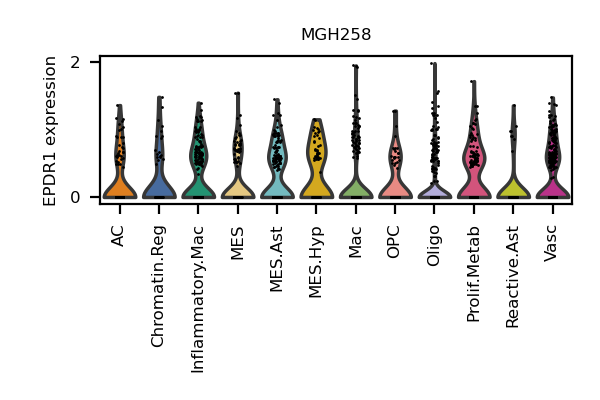 MGH258
EPDR1 expression
2
0
AC
Chromatin.Reg
Inflammatory.Mac
MES
MES.Ast
MES.Hyp
Mac
OPC
Oligo
Prolif.Metab
Reactive.Ast
Vasc